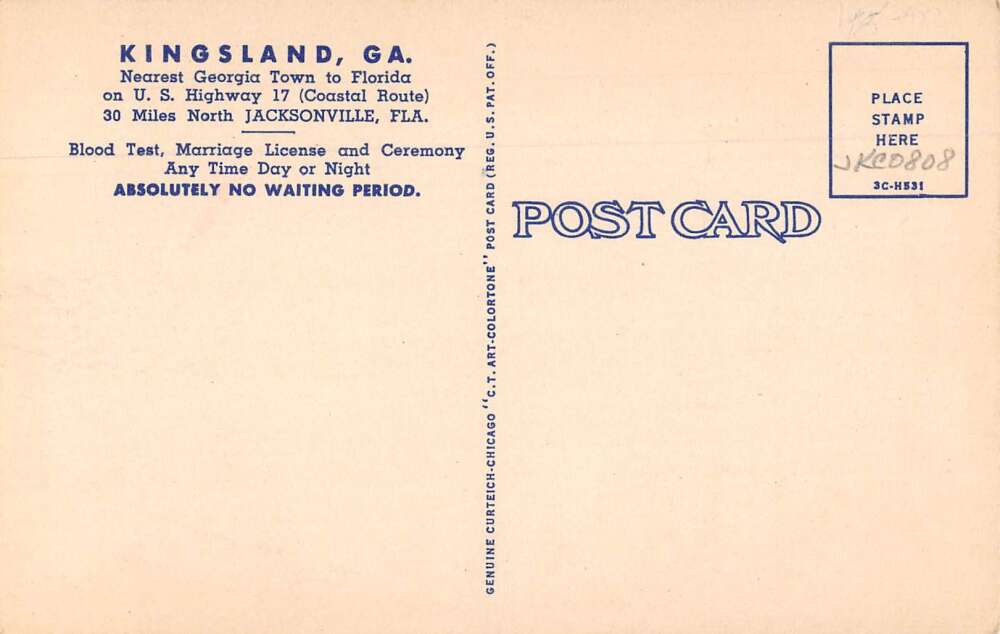 KINGSLAND, GA.
Nearest Georgia Town to Florida
on U. S. Highway 17 (Coastal Route)
30 Miles North JACKSONVILLE, FLA.
Blood Test, Marriage License and Ceremony
Any Time Day or Night
ABSOLUTELY NO WAITING PERIOD.
GENUINE CURTEICH-CHICAGO "C.T. ART-COLORTONE" POST CARD (REG. U.S. PAT. OFF.)
POST CARD
PLACE
STAMP
HERE
JKC0808
3C-H531